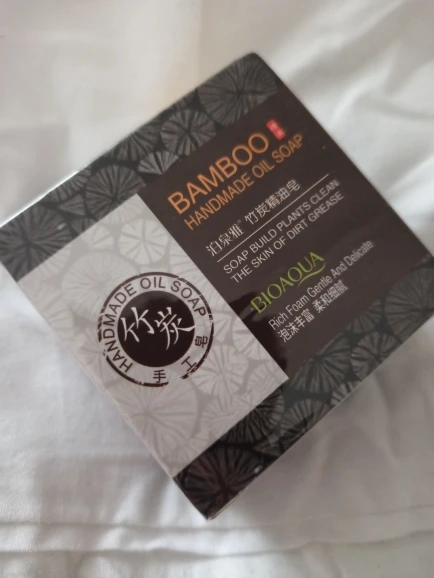 BAMBOO
HANDMADE OIL SOAP
泊泉雅 竹炭精油皂
SOAP BUILD PLANTS CLEAN
THE SKIN OF DIRT GREASE
BIOAQUA
Rich Foam Gentle And Delicate
泡沫丰富 柔和细腻
HANDMADE OIL SOAP
竹炭
手工皂